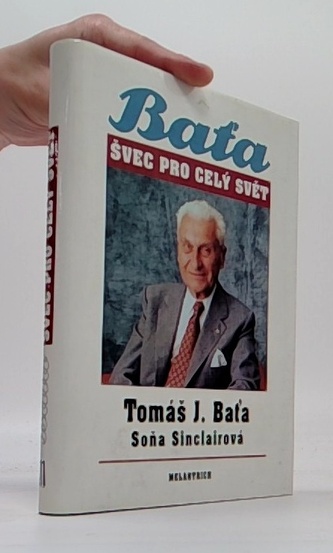 Baťa
ŠVEC PRO CELÝ SVĚT
Tomáš J. Baťa
Soňa Sinclairová
MELANTRICH
ŠVEC PRO CELÝ SVĚT